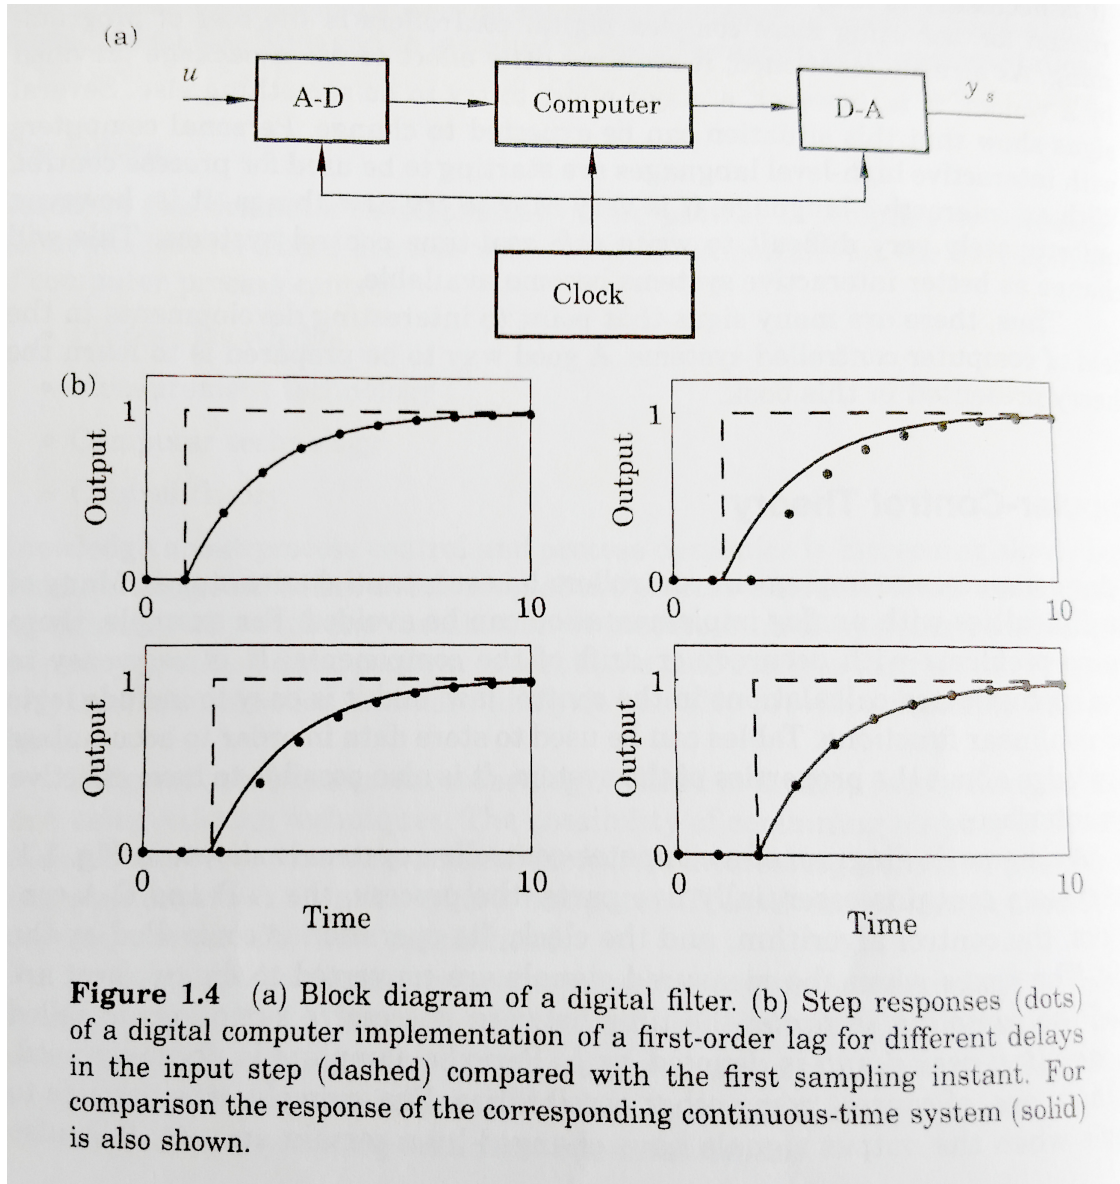 (a)
u
A-D
Computer
D-A
y s
Clock
(b)
1
Output
0
0
10
1
Output
0
0
10
1
Output
0
0
10
Time
1
Output
0
0
10
Time
Figure 1.4 (a) Block diagram of a digital filter. (b) Step responses (dots)
of a digital computer implementation of a first-order lag for different delays
in the input step (dashed) compared with the first sampling instant. For
comparison the response of the corresponding continuous-time system (solid)
is also shown.